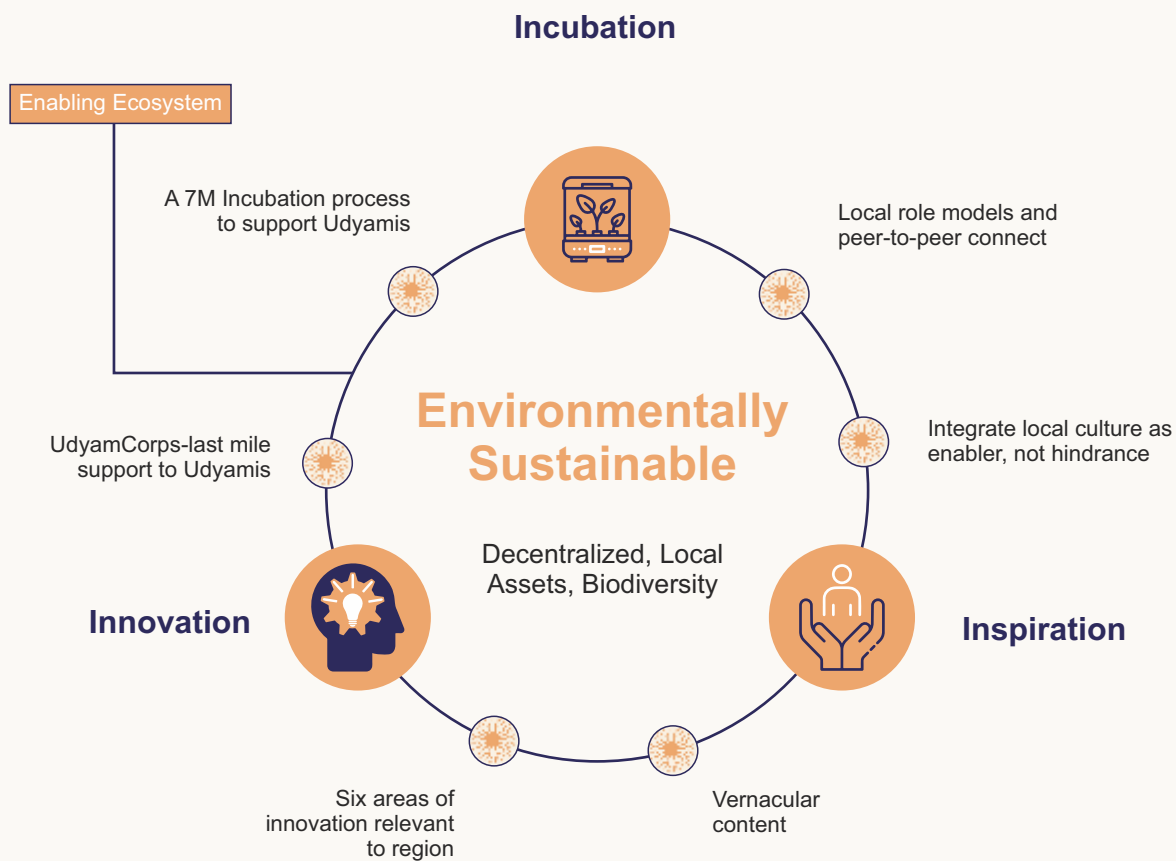 Incubation
Enabling Ecosystem
A 7M Incubation process
to support Udyamis
Local role models and
peer-to-peer connect
Environmentally
Sustainable
UdyamCorps-last mile
support to Udyamis
Integrate local culture as
enabler, not hindrance
Decentralized, Local
Assets, Biodiversity
Innovation
Inspiration
Six areas of
innovation relevant
to region
Vernacular
content